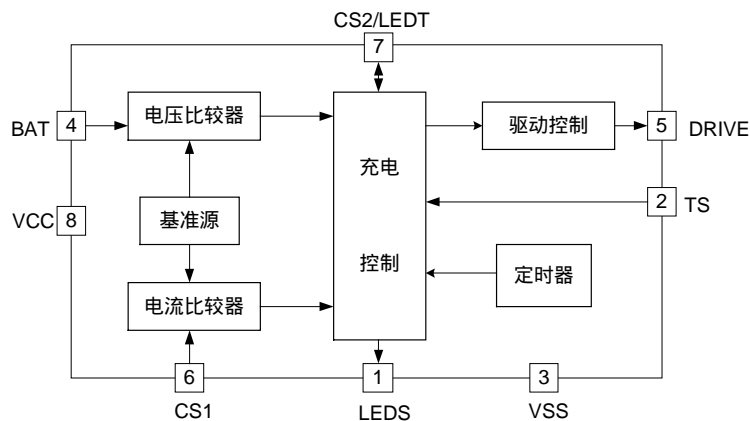 CS2/LEDT
7
BAT
4
电压比较器
驱动控制
5
DRIVE
充电
2
TS
VCC
8
基准源
控制
定时器
电流比较器
6
1
3
CS1
LEDS
VSS